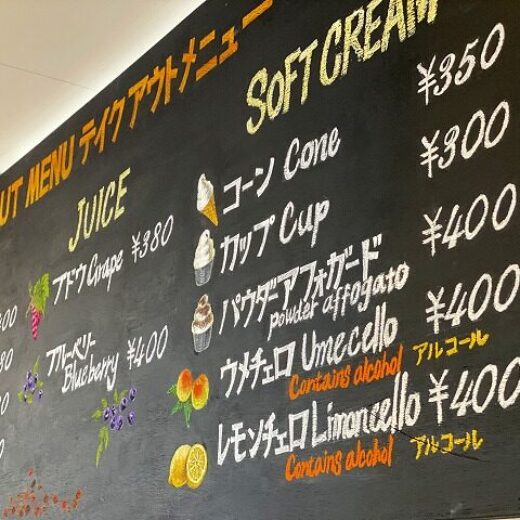 MENU テイクアウトメニュー
JUICE
ブドウ Grape ¥380
ブルーベリー
Blueberry ¥400
SOFT CREAM
コーン Cone ¥350
カップ Cup ¥300
パウダーアフォガード ¥400
powder affogato
ウメチェロ Umecello ¥400
Contains alcohol アルコール
レモンチェロ Limoncello ¥400
Contains alcohol アルコール